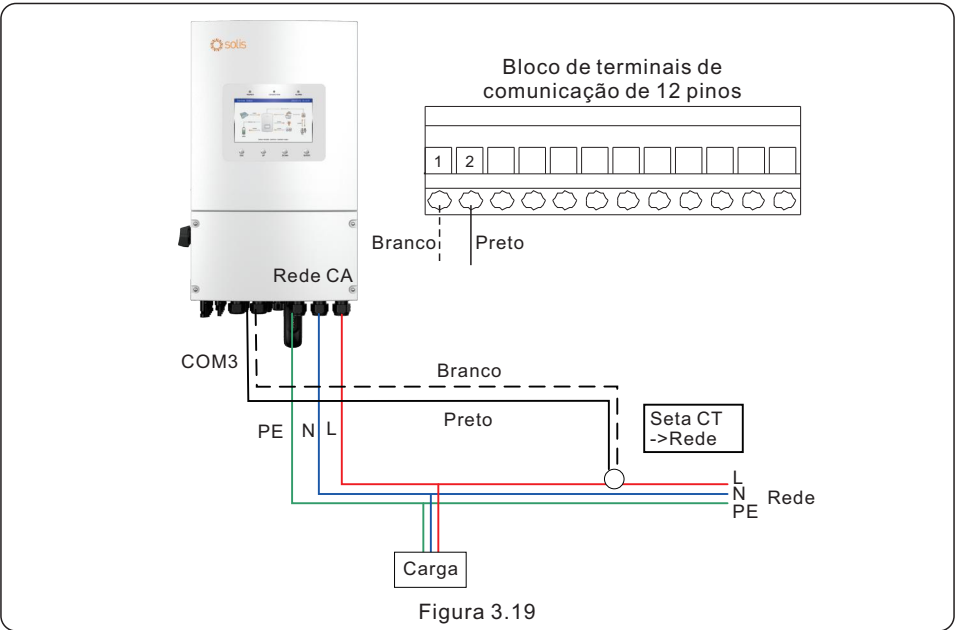 solis
Bloco de terminais de
comunicação de 12 pinos
1 2
Branco Preto
Rede CA
COM3
Branco
Preto
PE N L
Seta CT
->Rede
L
N Rede
PE
Carga
Figura 3.19